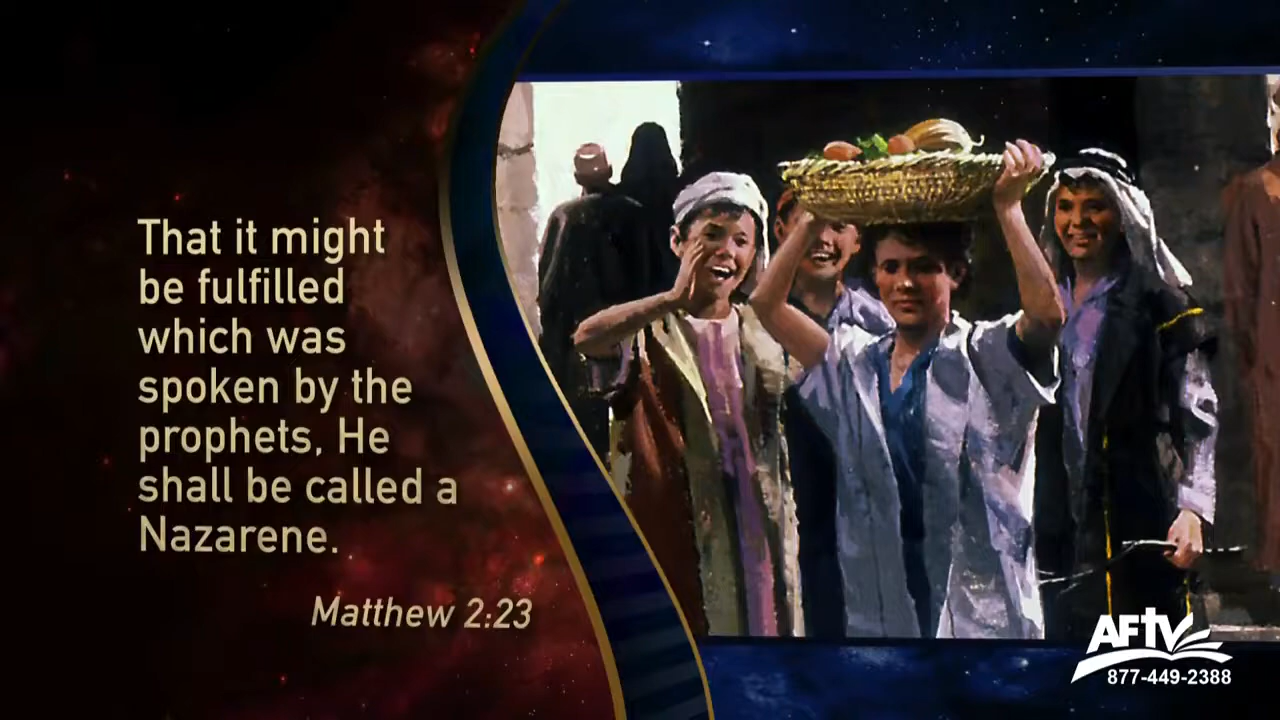 That it might
be fulfilled
which was
spoken by the
prophets, He
shall be called a
Nazarene.
Matthew 2:23
AFTV
877-449-2388